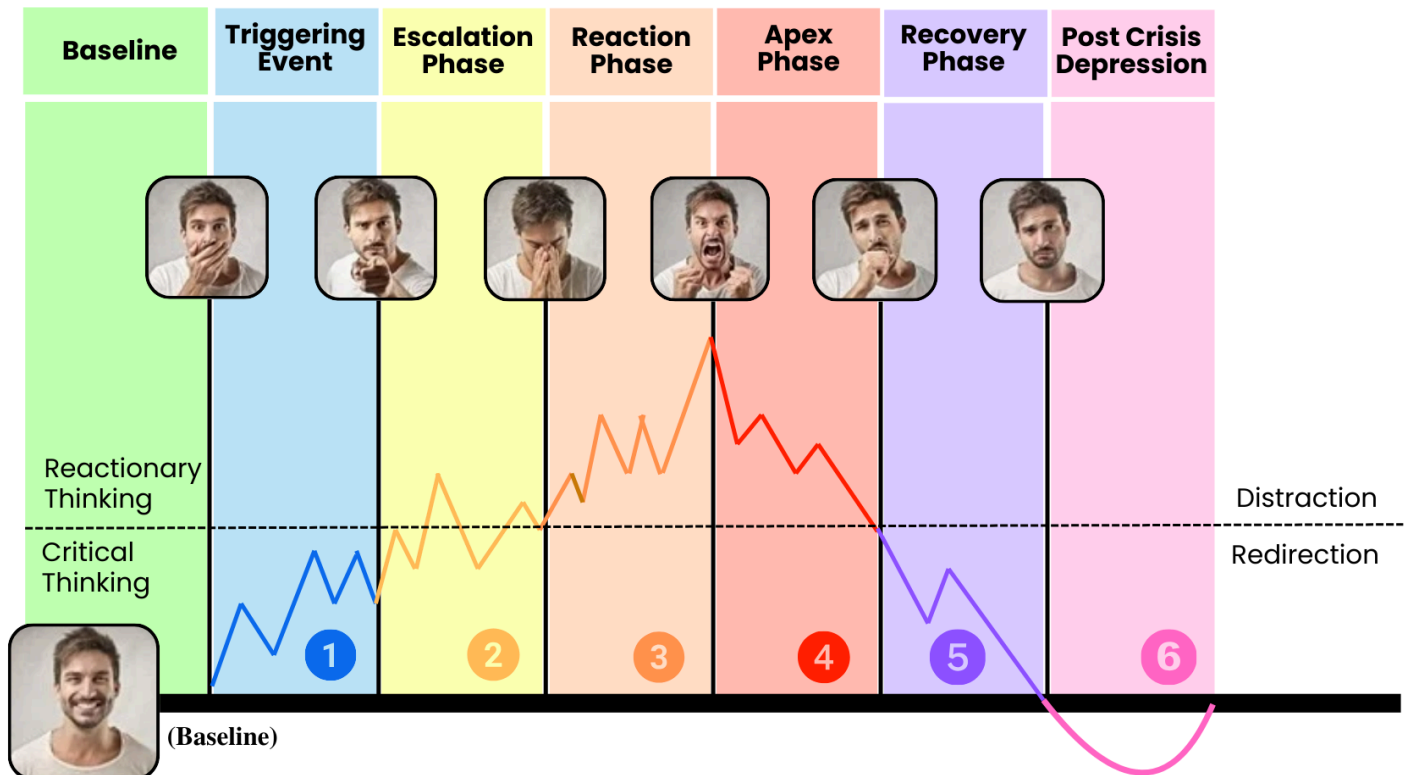 Baseline
Triggering
Event
Escalation
Phase
Reaction
Phase
Apex
Phase
Recovery
Phase
Post Crisis
Depression
Reactionary
Thinking
Distraction
Critical
Thinking
Redirection
1
2
3
4
5
6
(Baseline)